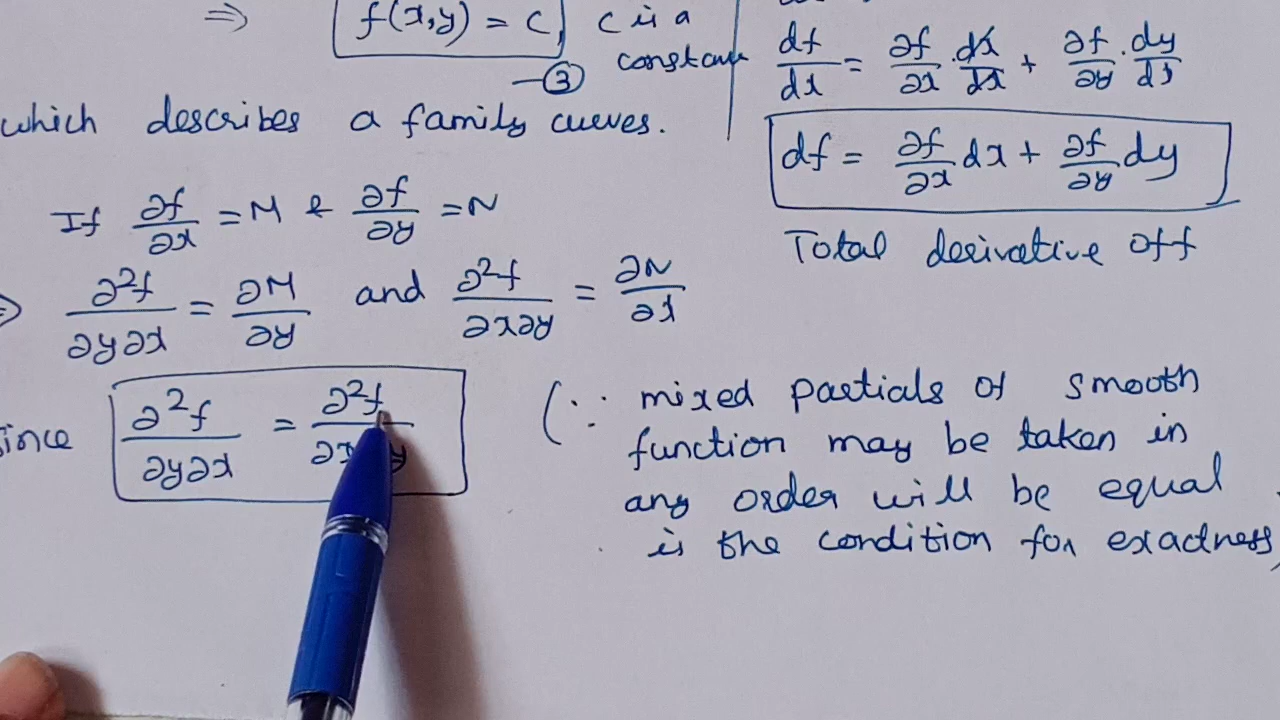 ⇒ f(x,y) = C, C is a
constant
—③
which describes a family curves.
If ∂f/∂x = M & ∂f/∂y = N
⇒ ∂²f/∂y∂x = ∂M/∂y and ∂²f/∂x∂y = ∂N/∂x
since ∂²f/∂y∂x = ∂²f/∂x∂y
df/dx = ∂f/∂x · dx/dx + ∂f/∂y · dy/dx
df = ∂f/∂x dx + ∂f/∂y dy
Total derivative off
(∵ mixed partials of smooth
function may be taken in
any order will be equal
is the condition for exactness)